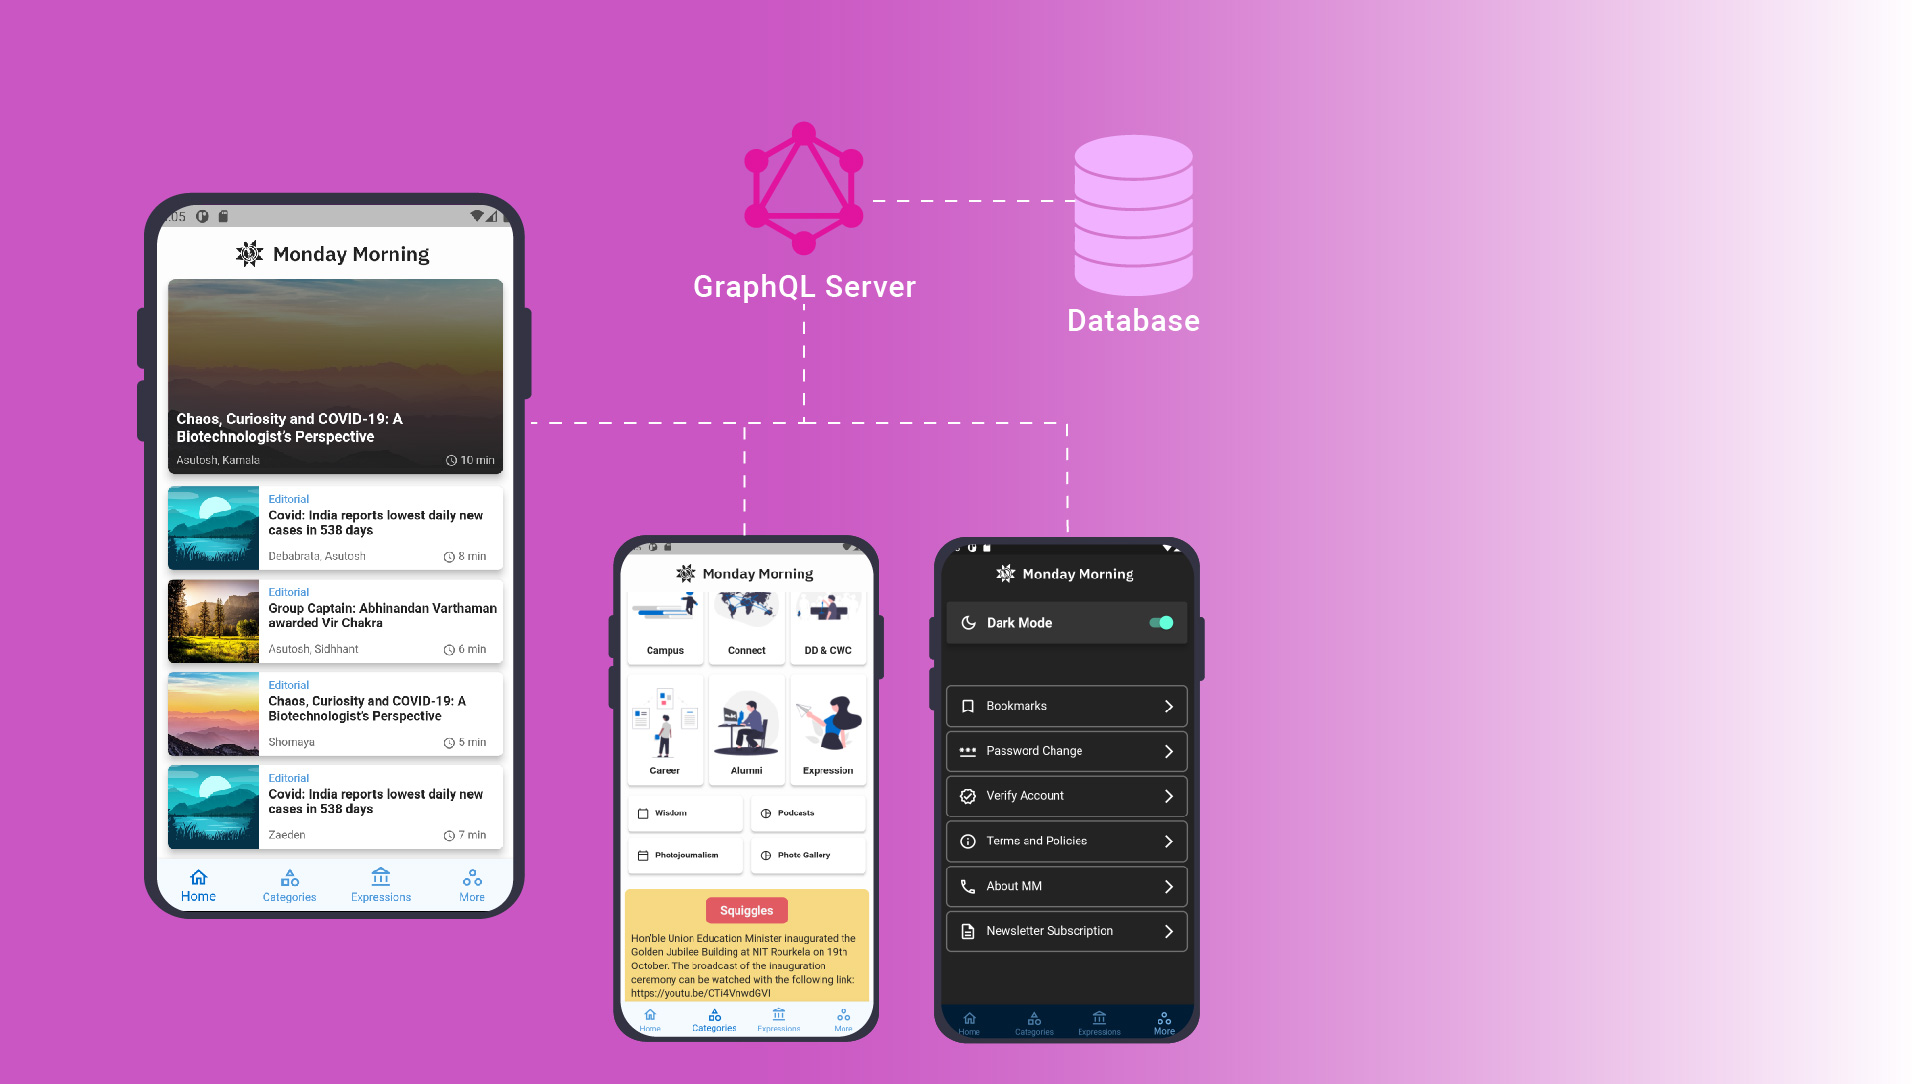 GraphQL Server
Database
:05
Monday Morning
Chaos, Curiosity and COVID-19: A
Biotechnologist's Perspective
Asutosh, Kamala
10 min
Editorial
Covid: India reports lowest daily new
cases in 538 days
Debabrata, Asutosh
8 min
Editorial
Group Captain: Abhinandan Varthaman
awarded Vir Chakra
Asutosh, Sidhhant
6 min
Editorial
Chaos, Curiosity and COVID-19: A
Biotechnologist's Perspective
Shomaya
5 min
Editorial
Covid: India reports lowest daily new
cases in 538 days
Zaeden
7 min
Home
Categories
Expressions
More
Monday Morning
Campus
Connect
DD & CWC
Career
Alumni
Expression
Wisdom
Podcasts
Photojournalism
Photo Gallery
Squiggles
Hon'ble Union Education Minister inaugurated the
Golden Jubilee Building at NIT Rourkela on 19th
October. The broadcast of the inauguration
ceremony can be watched with the following link:
https://youtu.be/CTi4VnwdGVI
Home
Categories
Expressions
More
Monday Morning
Dark Mode
Bookmarks
Password Change
Verify Account
Terms and Policies
About MM
Newsletter Subscription
Home
Categories
Expressions
More